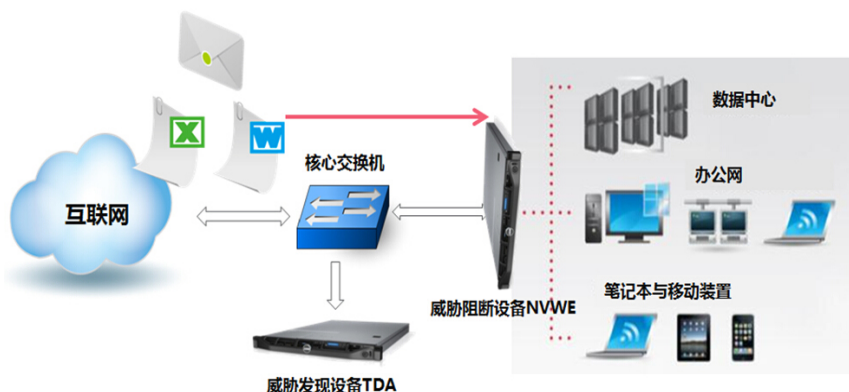 X
W
数据中心
核心交换机
办公网
互联网
笔记本与移动装置
威胁阻断设备NVWE
威胁发现设备TDA